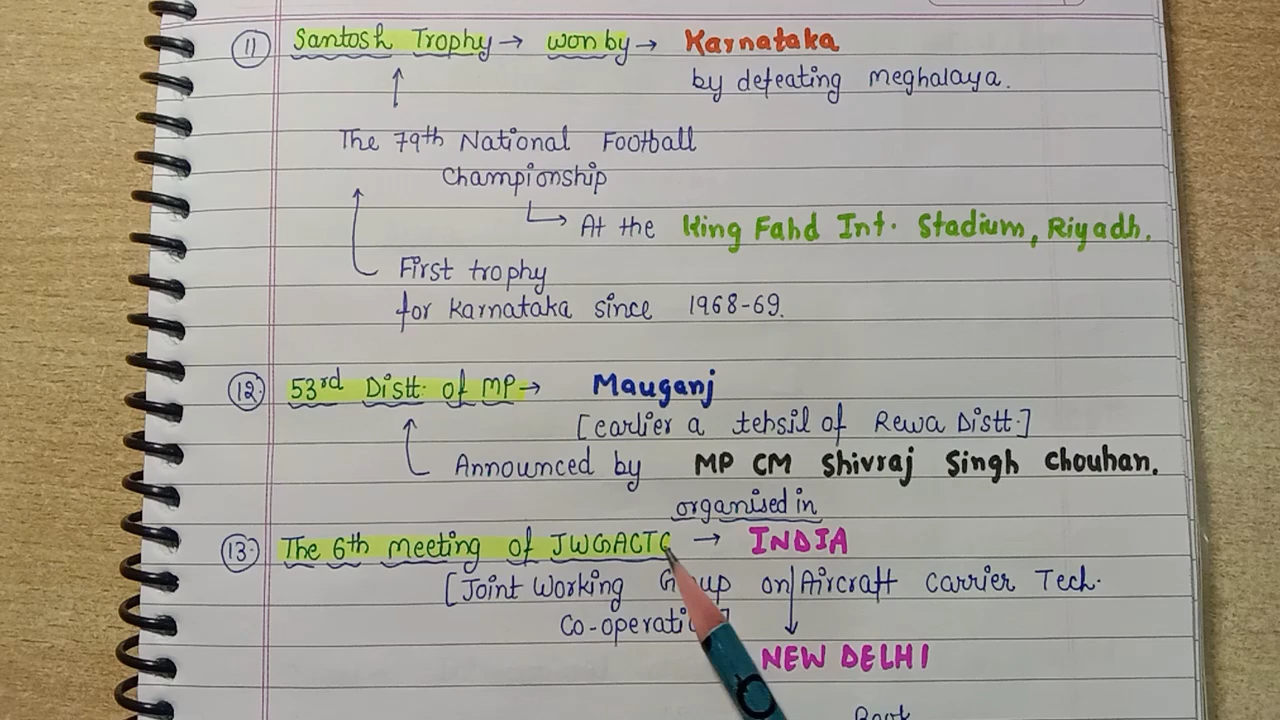 11 Santosh Trophy → won by → Karnataka
by defeating meghalaya.
The 79th National Football
Championship
At the King Fahd Int. Stadium, Riyadh.
First trophy
for Karnataka since 1968-69.
12. 53rd Distt. of MP → Mauganj
[earlier a tehsil of Rewa Distt.]
Announced by MP CM Shivraj Singh Chouhan.
organised in
13. The 6th meeting of JWGACTC → INDIA
[Joint Working Group on Aircraft Carrier Tech.
Co-operation]
NEW DELHI